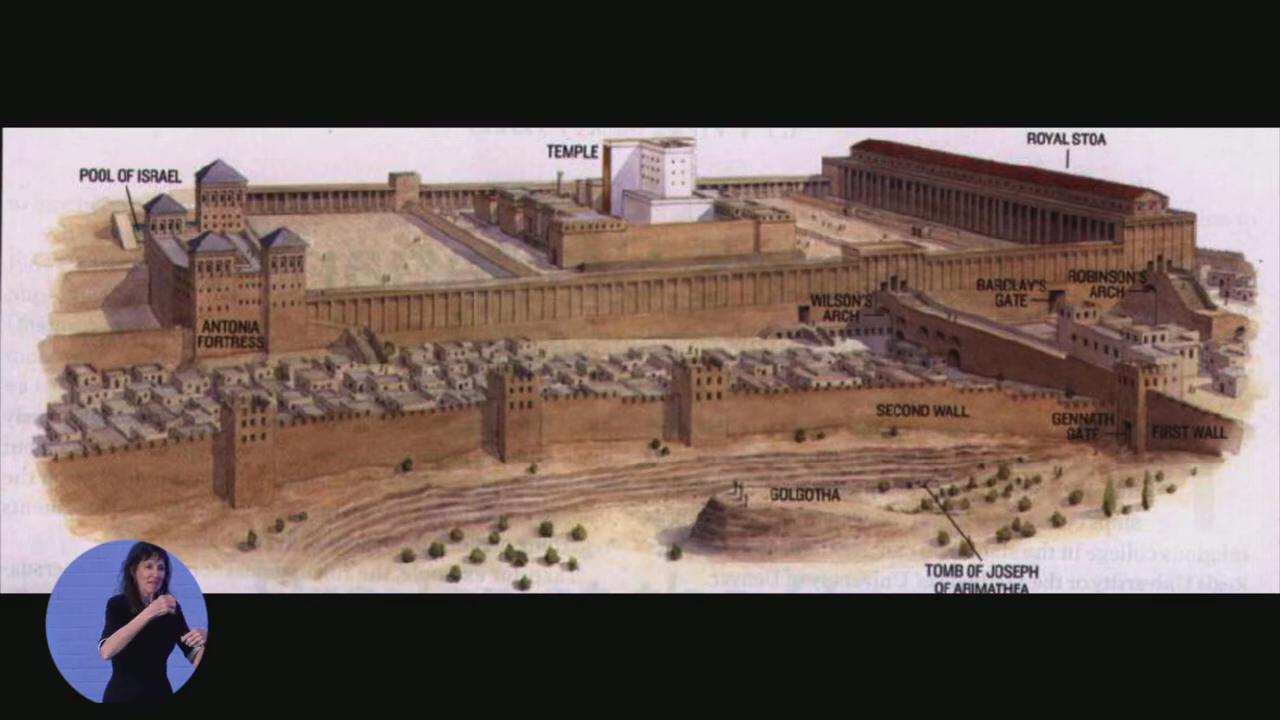 ROYAL STOA
TEMPLE
POOL OF ISRAEL
ROBINSON'S
ARCH
BARCLAY'S
GATE
WILSON'S
ARCH
ANTONIA
FORTRESS
SECOND WALL
GENNATH
GATE
FIRST WALL
GOLGOTHA
TOMB OF JOSEPH
OF ARIMATHEA